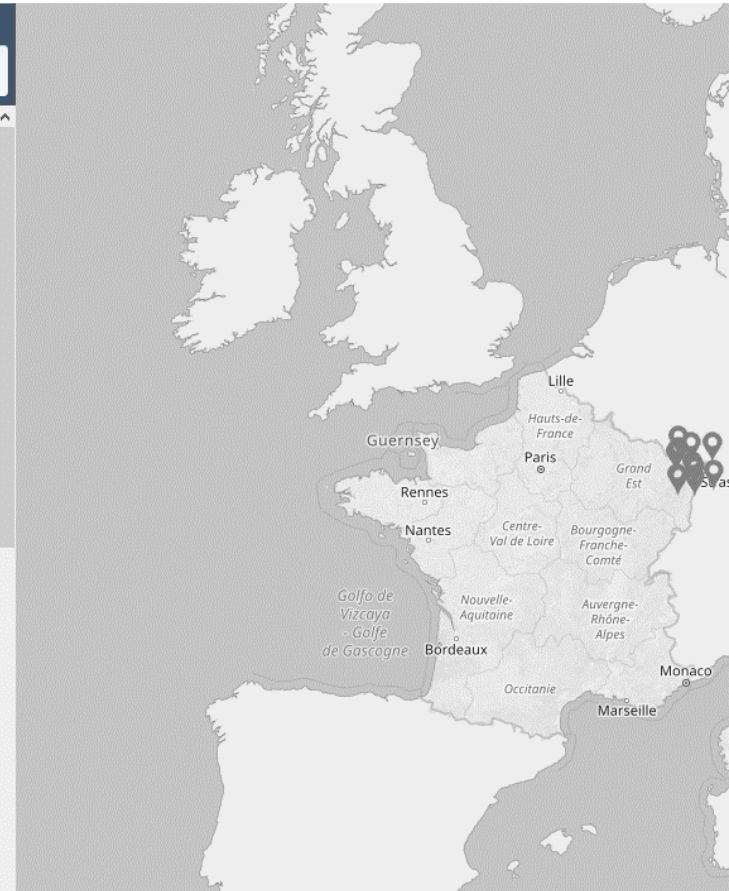 Lille
Hauts-de-
France
Guernsey
Paris
Grand
Est
Rennes
Nantes
Centre-
Val de Loire
Bourgogne-
Franche-
Comté
Golfo de
Vizcaya
- Golfe
de Gascogne
Nouvelle-
Aquitaine
Auvergne-
Rhône-
Alpes
Bordeaux
Monaco
Occitanie
Marseille